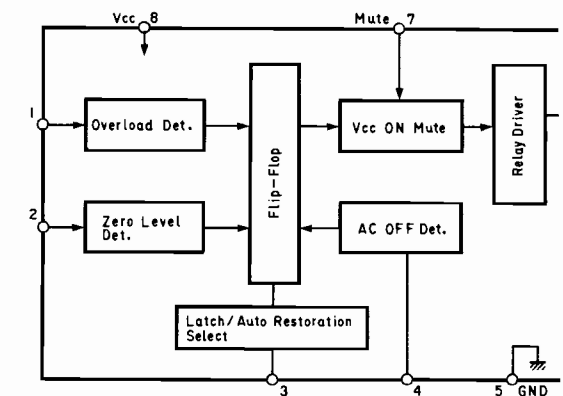 Vcc 8
Mute 7
1
Overload Det.
Flip-Flop
Vcc ON Mute
Relay Driver
2
Zero Level
Det.
AC OFF Det.
Latch/Auto Restoration
Select
3
4
5 GND